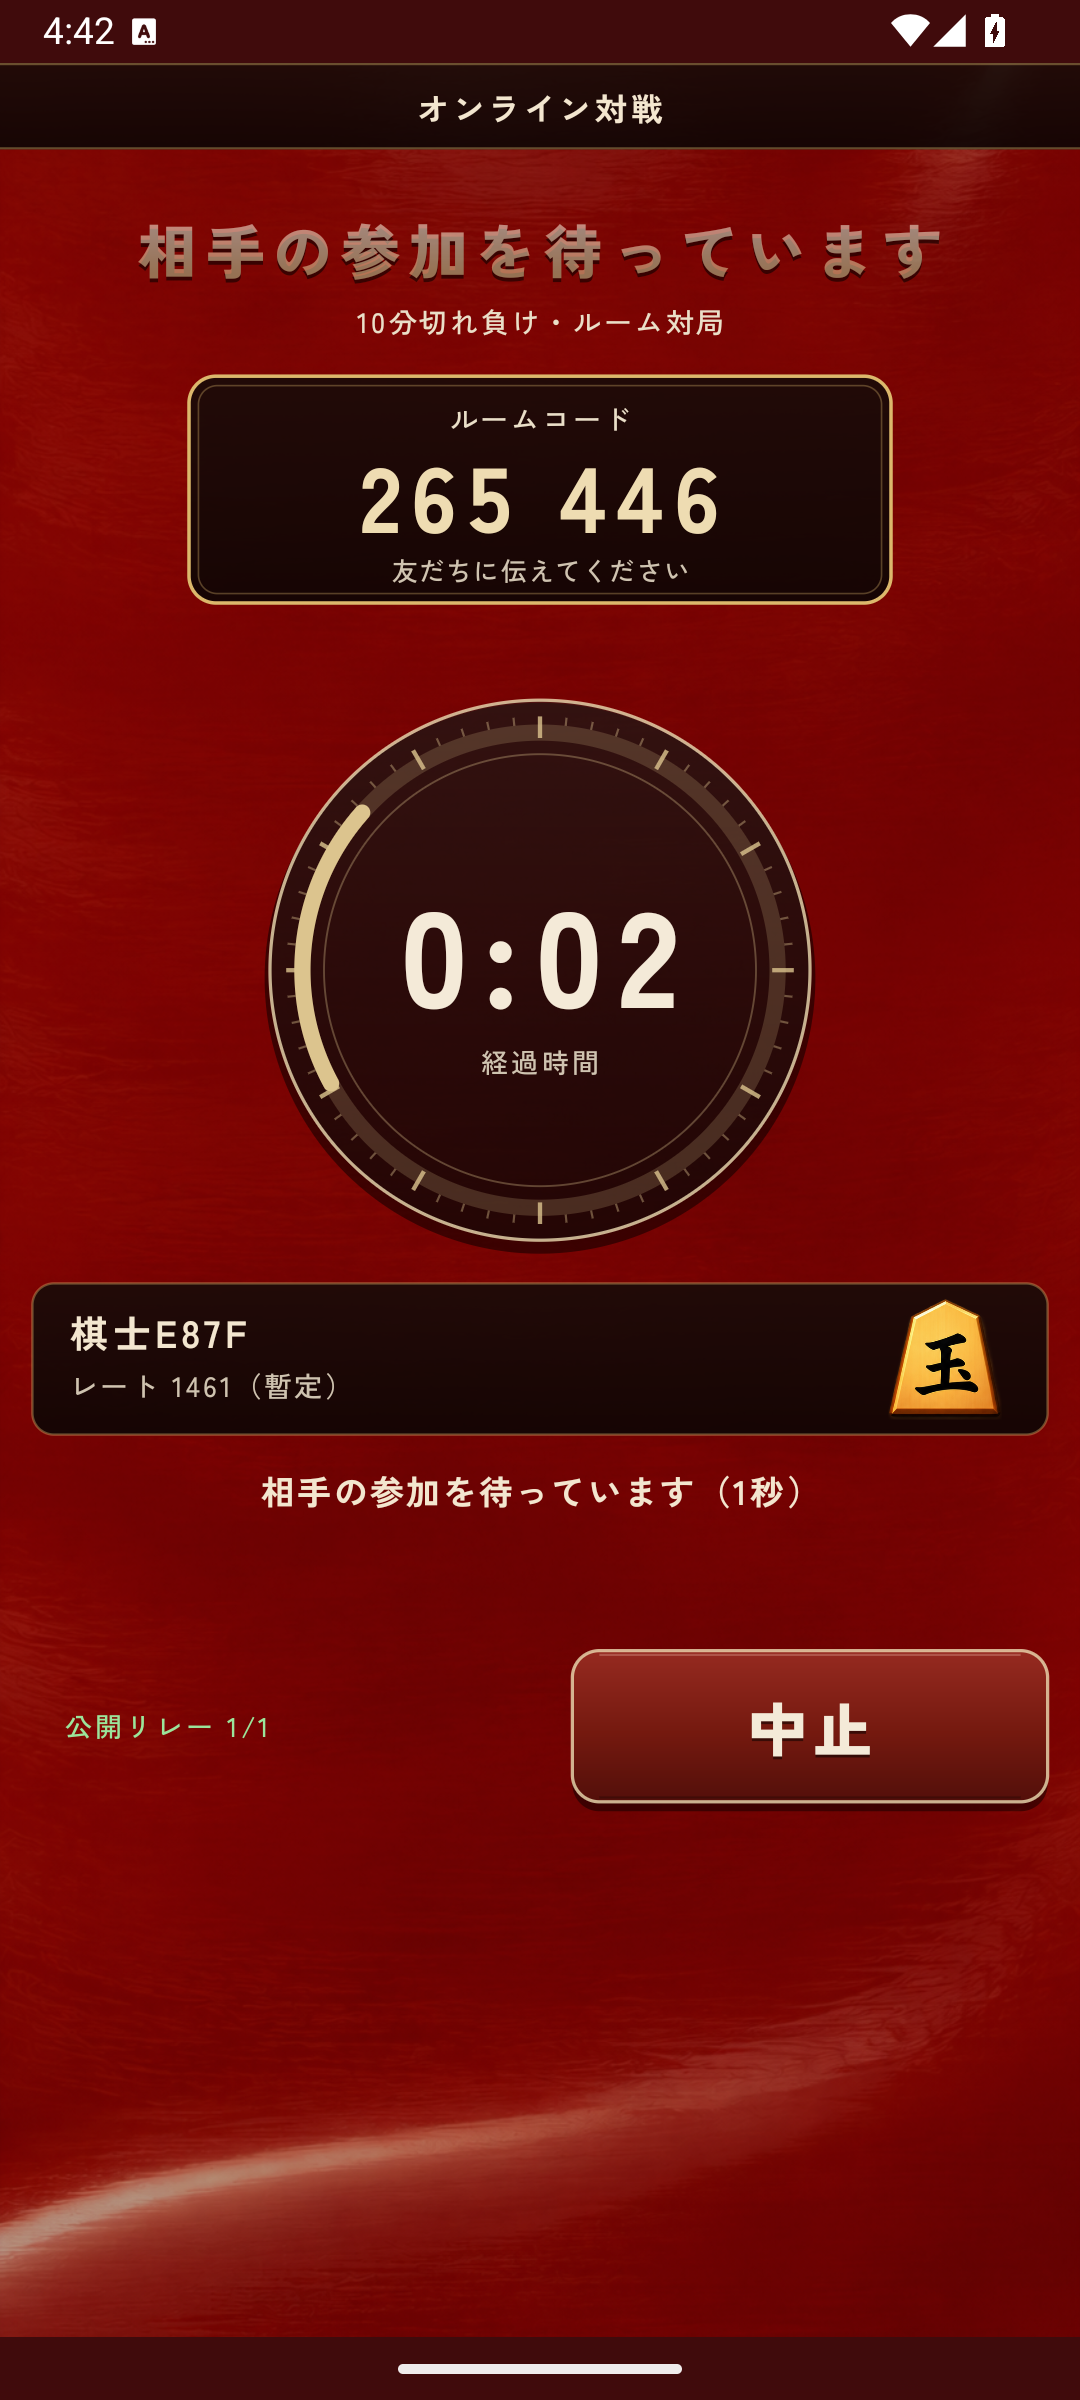 4:42
オンライン対戦
相手の参加を待っています
10分切れ負け・ルーム対局
ルームコード
265 446
友だちに伝えてください
0:02
経過時間
棋士E87F
レート 1461（暫定）
玉
相手の参加を待っています（1秒）
公開リレー 1/1
中止